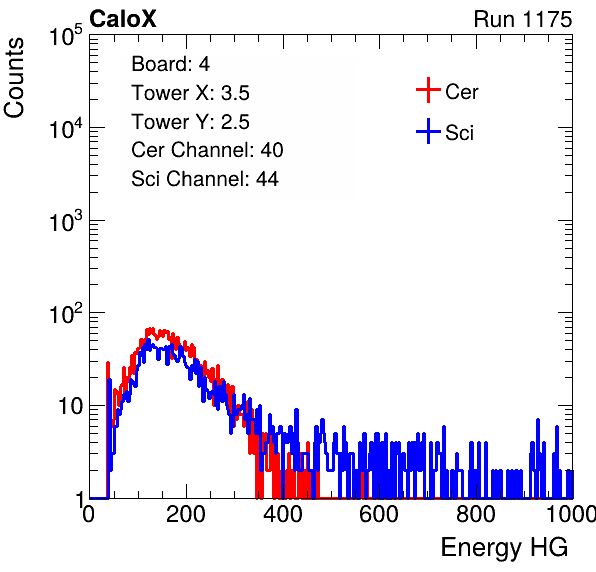 CaloX
Run 1175
Counts
10^5
10^4
10^3
10^2
10
1
Board: 4
Tower X: 3.5
Tower Y: 2.5
Cer Channel: 40
Sci Channel: 44
Cer
Sci
0 200 400 600 800 1000
Energy HG